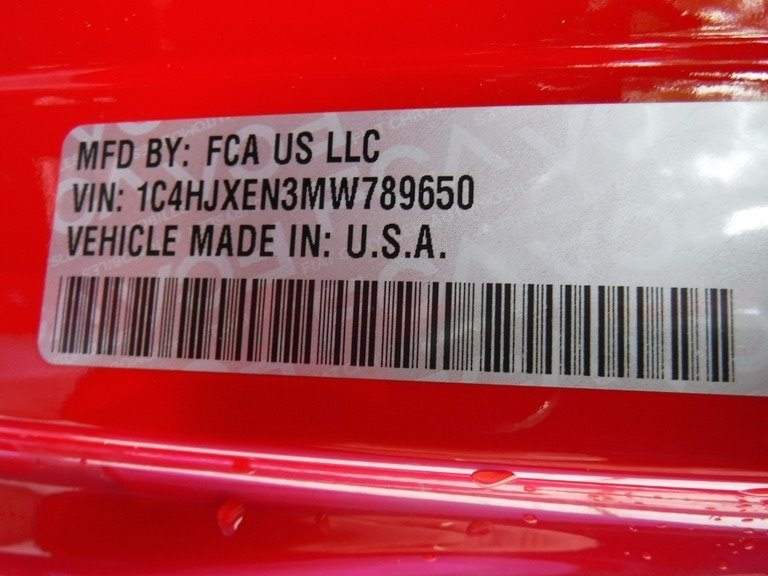 MFD BY: FCA US LLC
VIN: 1C4HJXEN3MW789650
VEHICLE MADE IN: U.S.A.